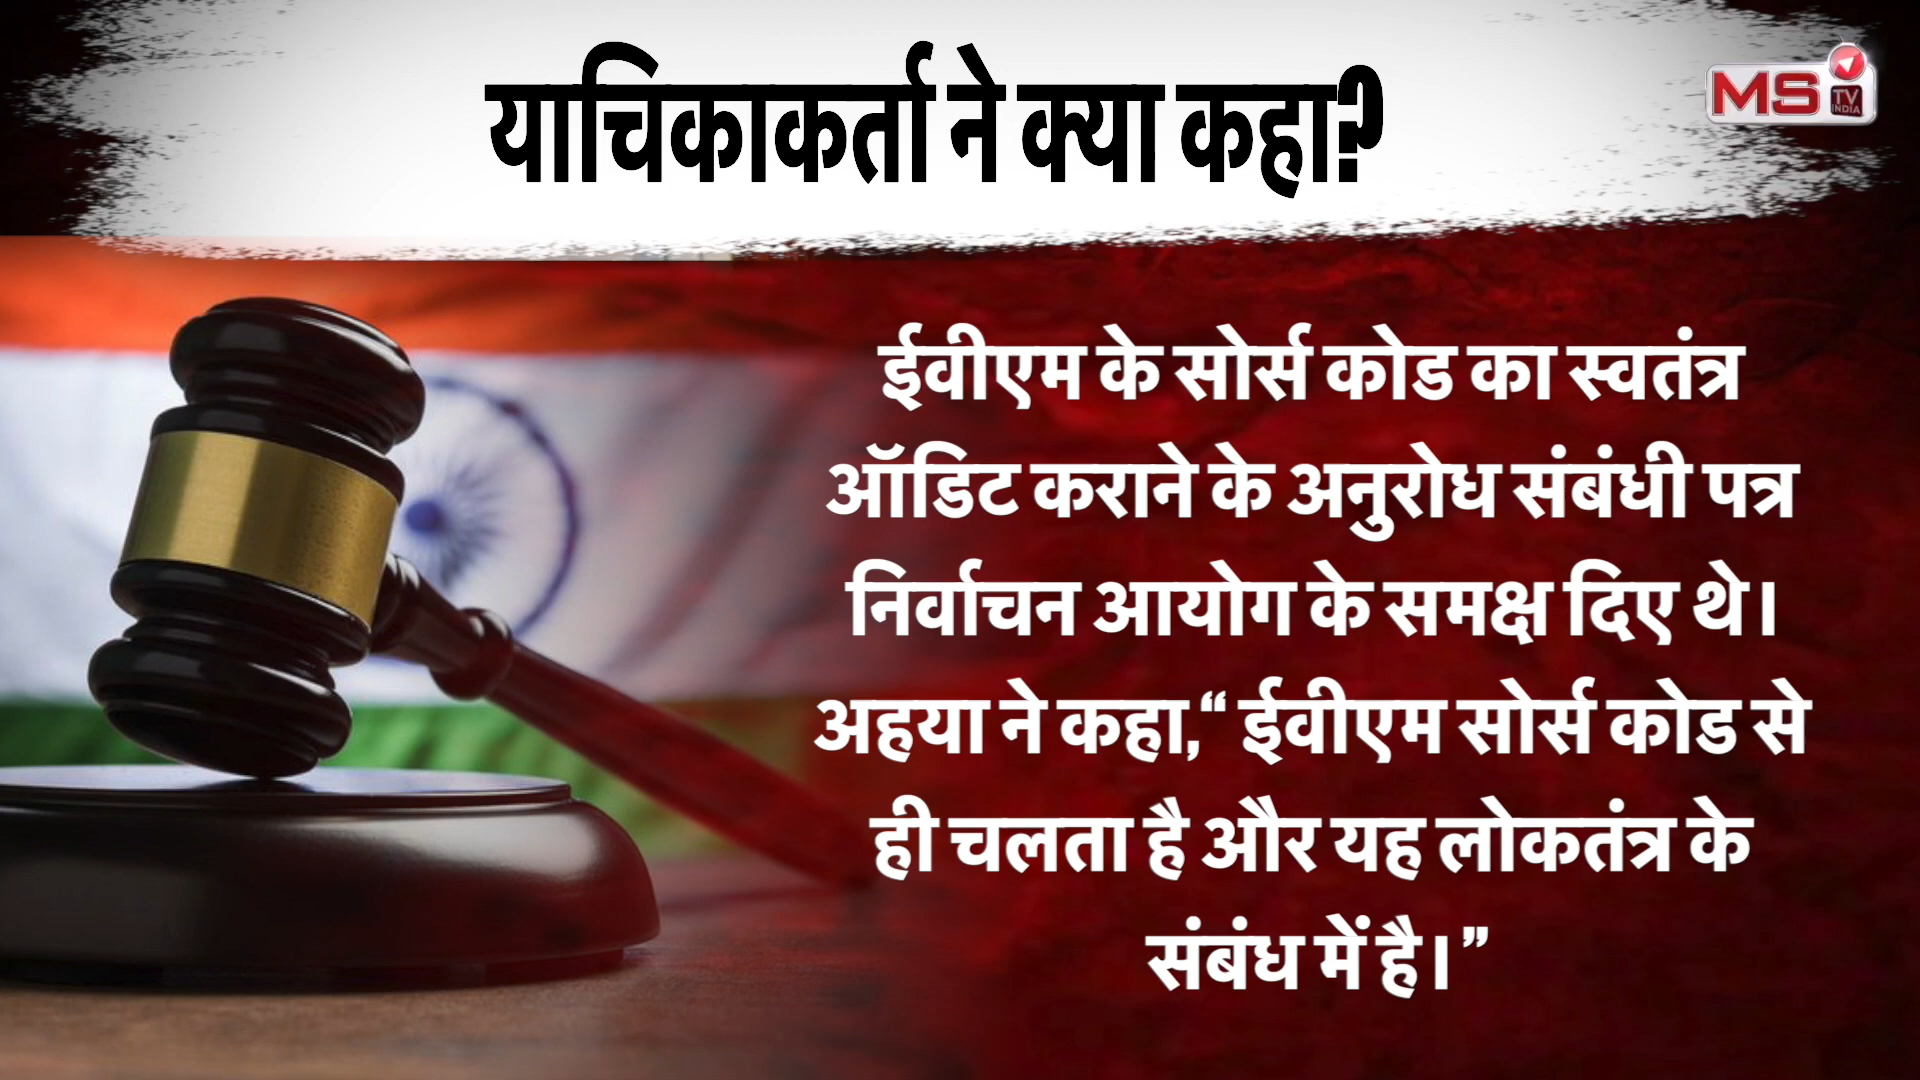 याचिकाकर्ता ने क्या कहा?
MS
TV
INDIA
ईवीएम के सोर्स कोड का स्वतंत्र
ऑडिट कराने के अनुरोध संबंधी पत्र
निर्वाचन आयोग के समक्ष दिए थे।
अहया ने कहा,“ ईवीएम सोर्स कोड से
ही चलता है और यह लोकतंत्र के
संबंध में है।”